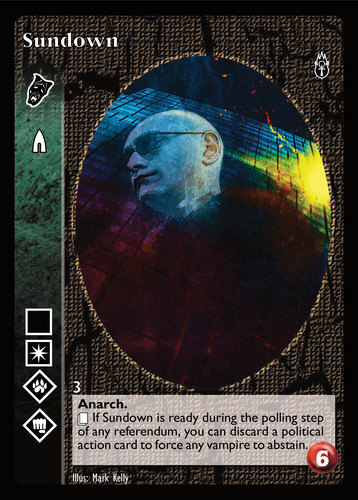 Sundown
3
Anarch.
If Sundown is ready during the polling step
of any referendum, you can discard a political
action card to force any vampire to abstain.
6
Illus: Mark Kelly